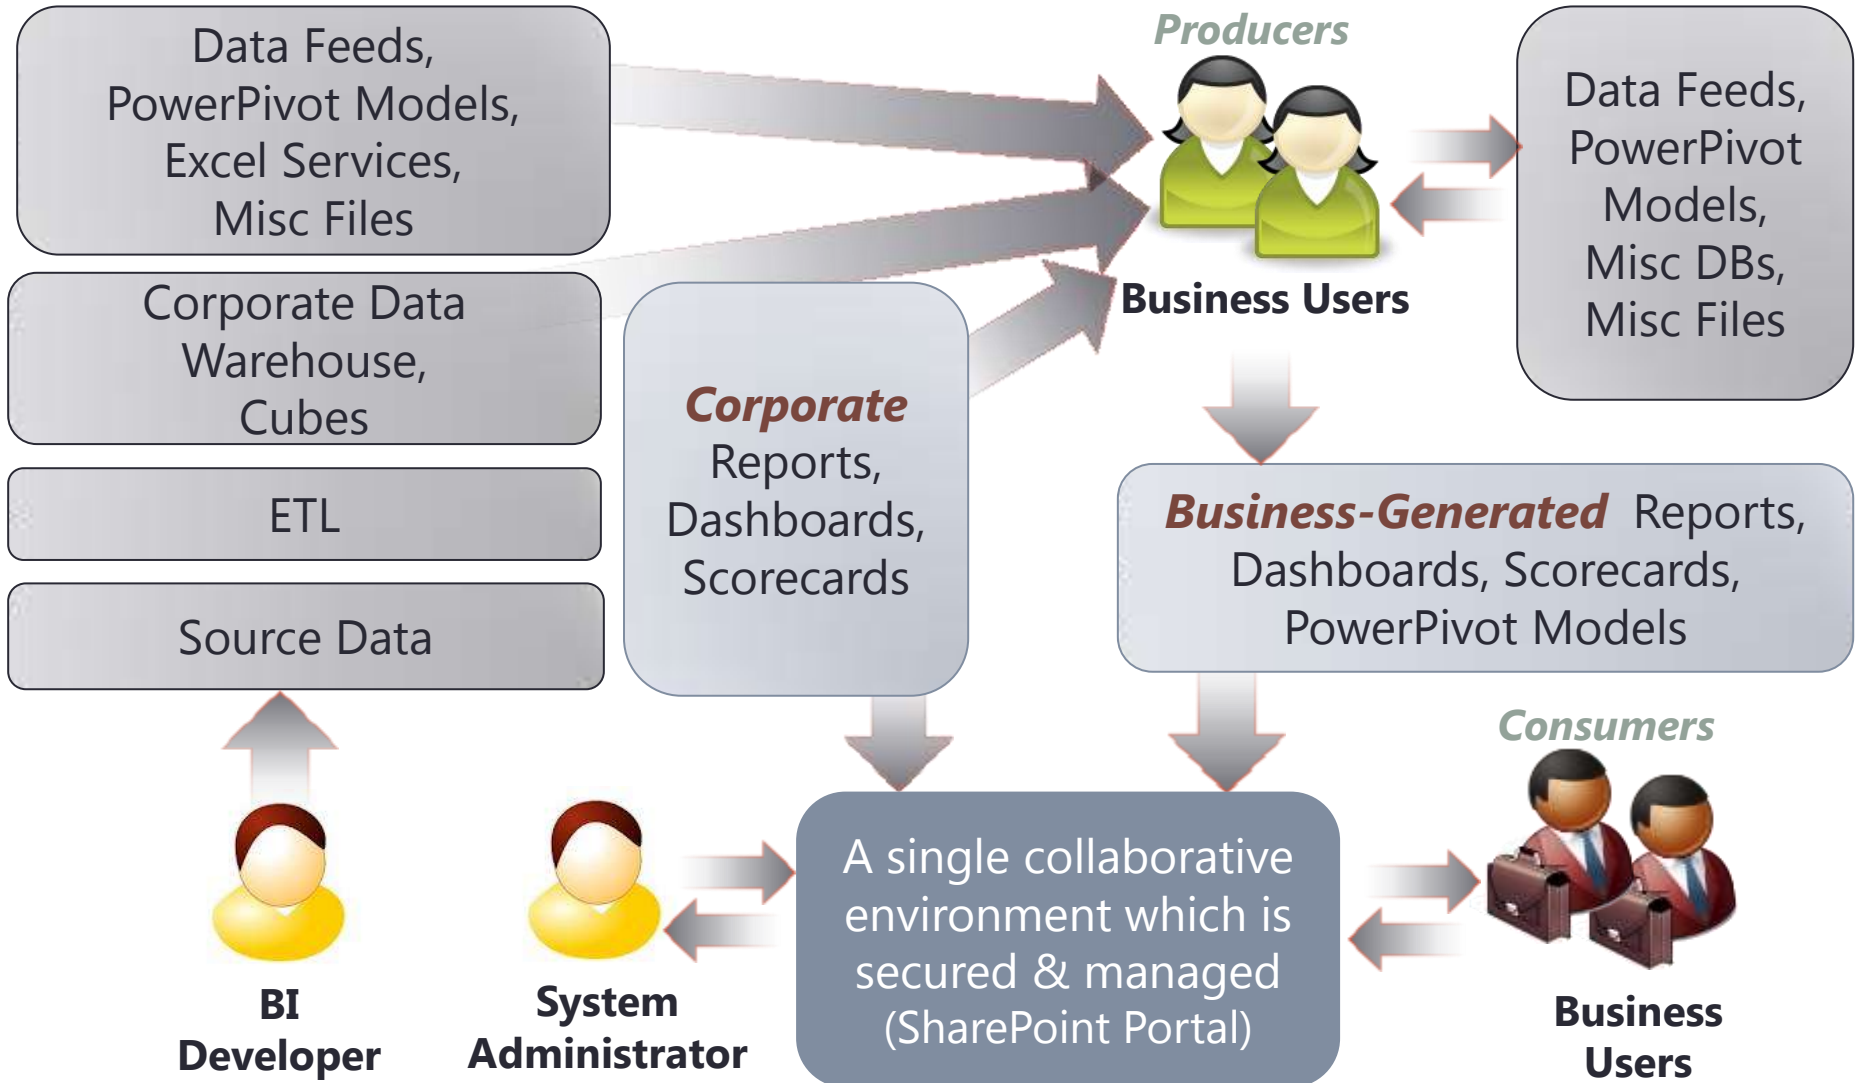 Data Feeds,
PowerPivot Models,
Excel Services,
Misc Files
Corporate Data
Warehouse,
Cubes
ETL
Source Data
BI
Developer
System
Administrator
Corporate
Reports,
Dashboards,
Scorecards
Producers
Business Users
Data Feeds,
PowerPivot
Models,
Misc DBs,
Misc Files
Business-Generated Reports,
Dashboards, Scorecards,
PowerPivot Models
A single collaborative
environment which is
secured & managed
(SharePoint Portal)
Consumers
Business
Users